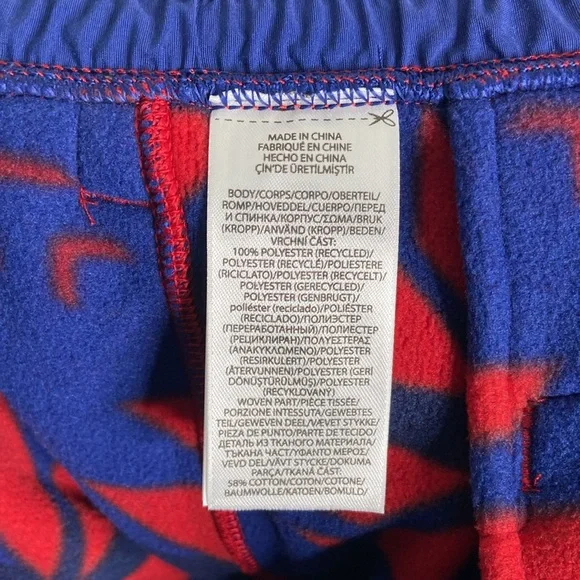 MADE IN CHINA
FABRIQUÉ EN CHINE
HECHO EN CHINA
ÇİN'DE ÜRETİLMİŞTİR
BODY/CORPS/CORPO/OBERTEIL/
ROMP/HOVEDDEL/CUERPO/ПЕРЕД
И СПИНКА/КОРПУС/ΣΩΜΑ/BRUK
(KROPP)/ANVÄND (KROPP)/BEDEN/
VRCHNÍ ČÁST:
100% POLYESTER (RECYCLED)/
POLYESTER (RECYCLÉ)/POLIESTERE
(RICICLATO)/POLYESTER (RECYCELT)/
POLYESTER (GERECYCLED)/
POLYESTER (GENBRUGT)/
poliéster (reciclado)/POLIÉSTER
(RECICLADO)/ПОЛИЭСТЕР
(ПЕРЕРАБОТАННЫЙ)/ПОЛИЕСТЕР
(РЕЦИКЛИРАН)/ΠΟΛΥΕΣΤΕΡΑΣ
(ΑΝΑΚΥΚΛΩΜΕΝΟ)/POLYESTER
(RESIRKULERT)/POLYESTER
(ÅTERVUNNEN)/POLYESTER (GERİ
DÖNÜŞTÜRÜLMÜŞ)/POLYESTER
(RECYKLOVANÝ)
WOVEN PART/PIÈCE TISSÉE/
PORZIONE INTESSUTA/GEWEBTES
TEIL/GEWEVEN DEEL/VÆVET STYKKE/
PIEZA DE PUNTO/PARTE DE TECIDO/
ДЕТАЛЬ ИЗ ТКАНОГО МАТЕРИАЛА/
ТЪКАНА ЧАСТ/ΥΦΑΝΤΟ ΜΕΡΟΣ/
VEVD DEL/VÄVT STYCKE/DOKUMA
PARÇA/TKANÁ ČÁST:
58% COTTON/COTON/COTONE/
BAUMWOLLE/KATOEN/BOMULD/